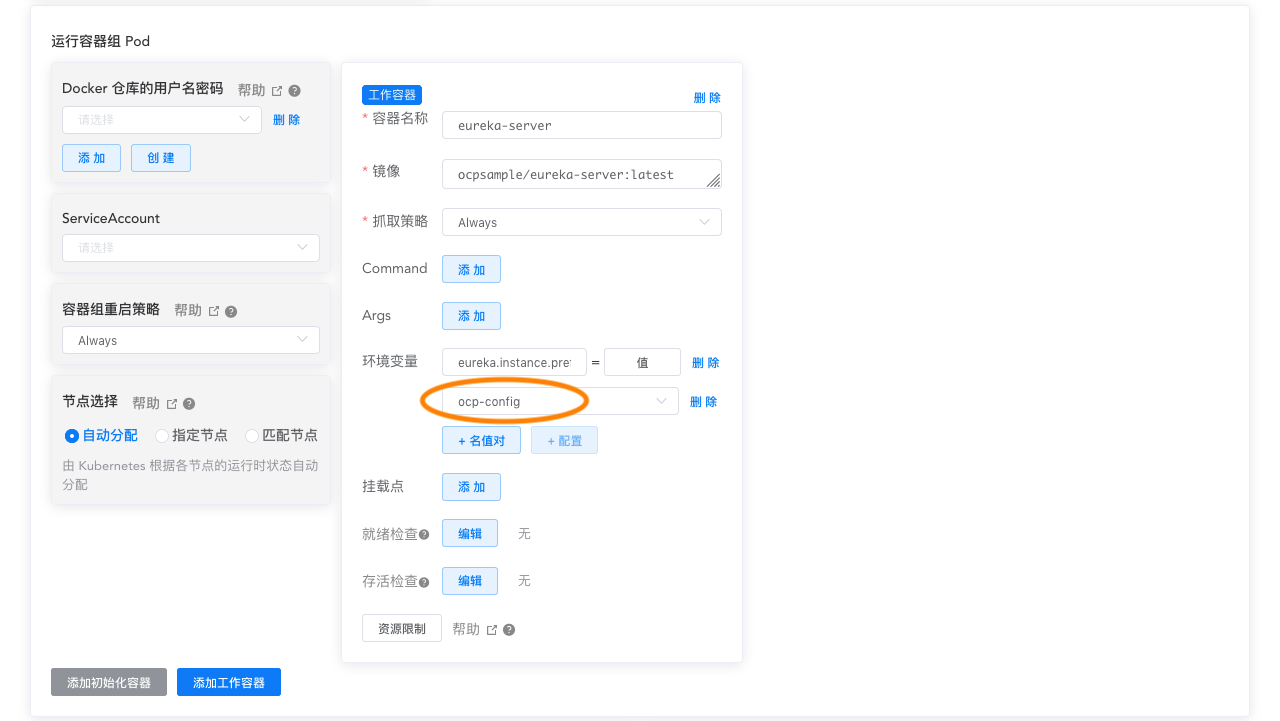 运行容器组 Pod
Docker 仓库的用户名密码 帮助
请选择 删 除
添 加 创 建
ServiceAccount
请选择
容器组重启策略 帮助
Always
节点选择 帮助
自动分配 指定节点 匹配节点
由 Kubernetes 根据各节点的运行时状态自动
分配
工作容器 删 除
* 容器名称 eureka-server
* 镜像 ocpsample/eureka-server:latest
* 抓取策略 Always
Command 添 加
Args 添 加
环境变量 eureka.instance.pre = 值 删 除
ocp-config 删 除
+ 名值对 + 配置
挂载点 添 加
就绪检查 编辑 无
存活检查 编辑 无
资源限制 帮助
添加初始化容器 添加工作容器